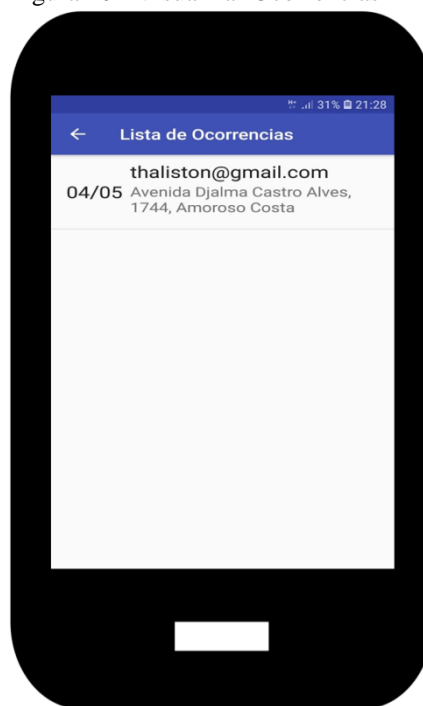 31% 21:28
Lista de Ocorrencias
thaliston@gmail.com
04/05 Avenida Djalma Castro Alves,
1744, Amoroso Costa